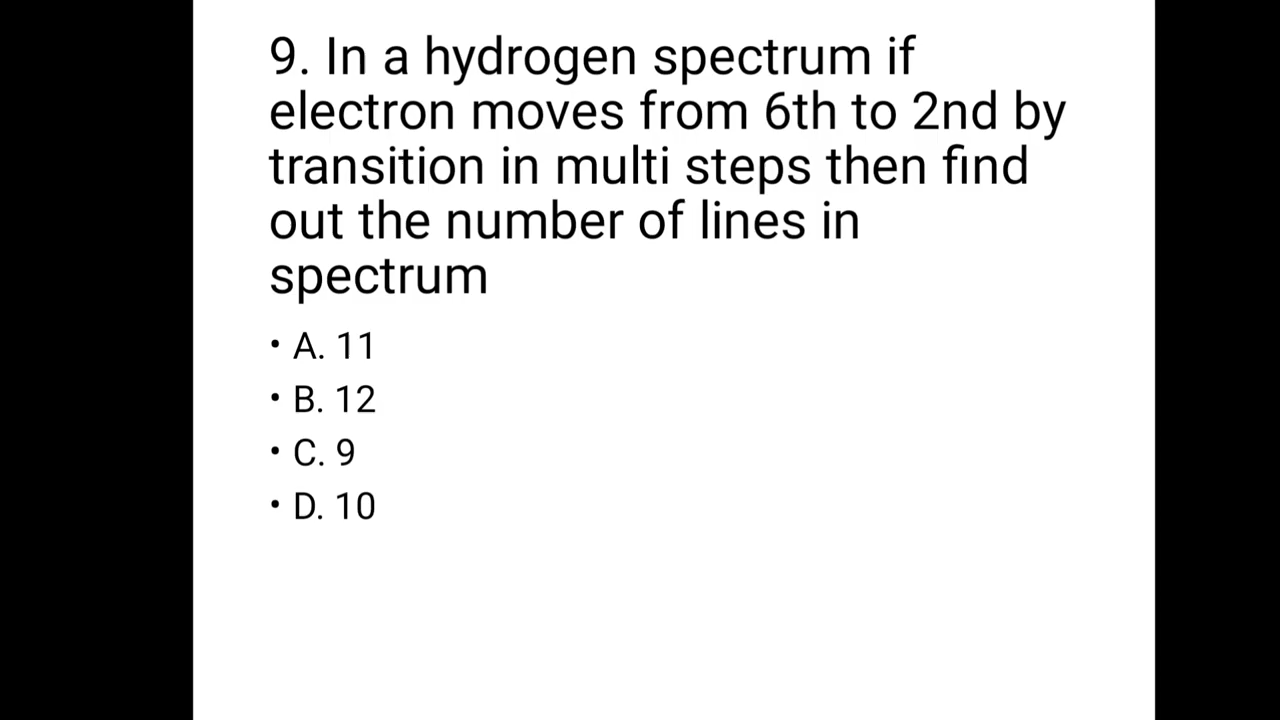 9. In a hydrogen spectrum if
electron moves from 6th to 2nd by
transition in multi steps then find
out the number of lines in
spectrum
• A. 11
• B. 12
• C. 9
• D. 10